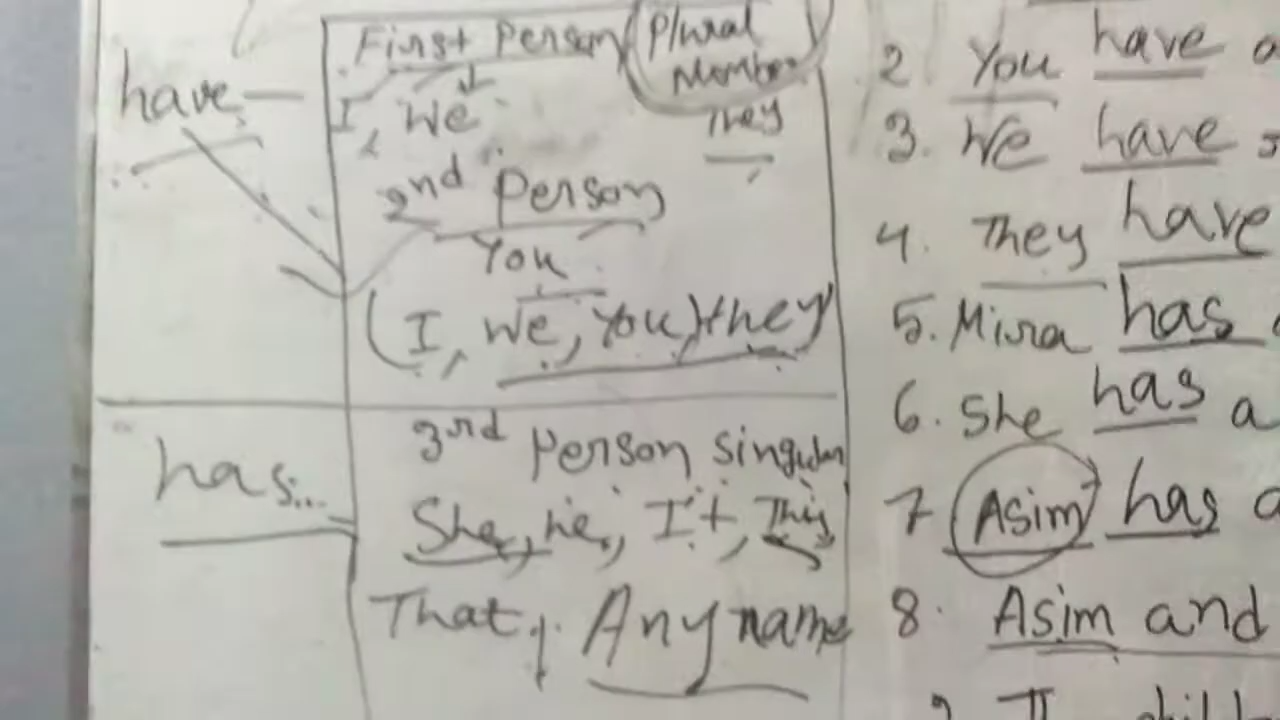 have
First Person Plural
Number
I, We They
2nd Person
You
(I, We, You) they
has...
3rd Person singular
She, he, It, This
That, Any name
2 You have a
3. We have
4. They have
5. Mira has
6. She has a
7 Asim has a
8. Asim and